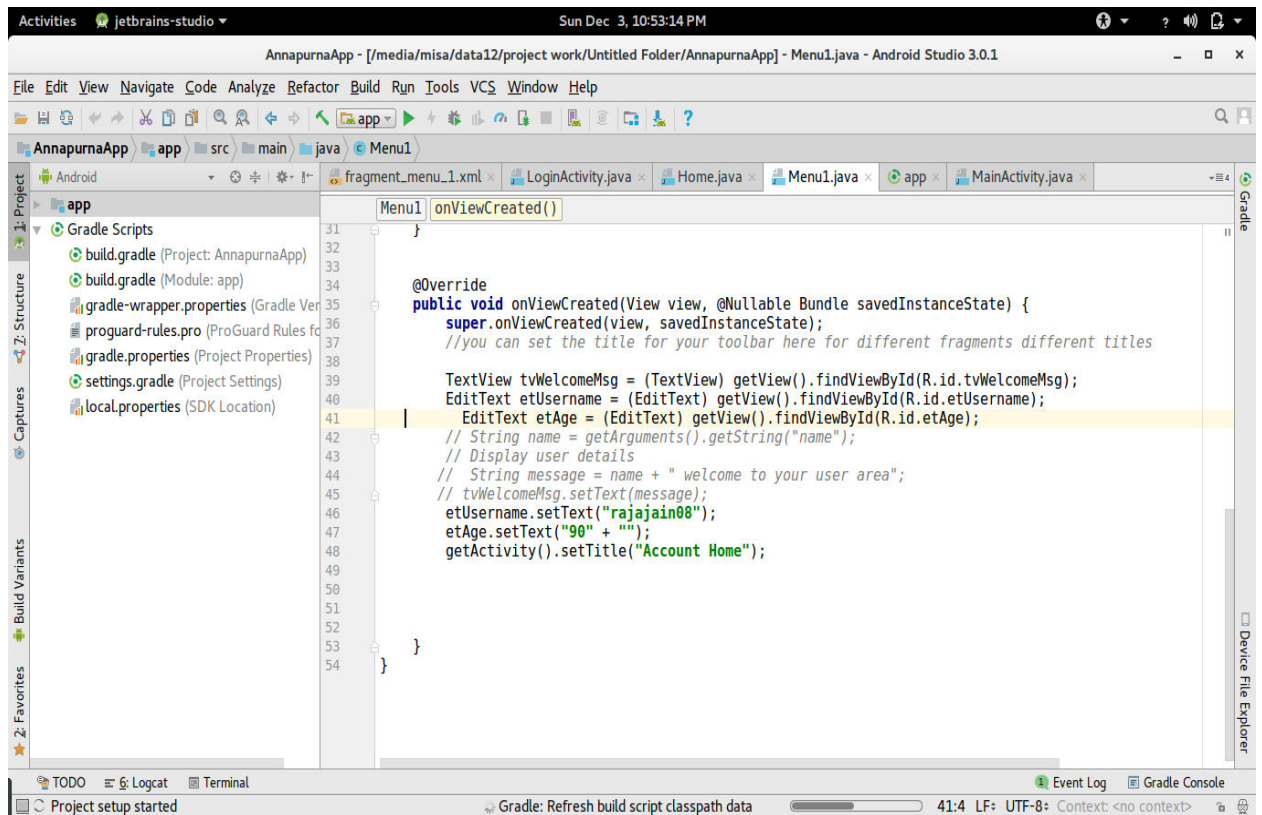 Activities jetbrains-studio Sun Dec 3, 10:53:14 PM ?
AnnapurnaApp - [/media/misa/data12/project work/Untitled Folder/AnnapurnaApp] - Menu1.java - Android Studio 3.0.1
File Edit View Navigate Code Analyze Refactor Build Run Tools VCS Window Help
app ?
AnnapurnaApp app src main java Menu1
Android fragment_menu_1.xml LoginActivity.java Home.java Menu1.java app MainActivity.java 4
Menu1 onViewCreated()
app
Gradle Scripts
build.gradle (Project: AnnapurnaApp)
build.gradle (Module: app)
gradle-wrapper.properties (Gradle Ver
proguard-rules.pro (ProGuard Rules fo
gradle.properties (Project Properties)
settings.gradle (Project Settings)
local.properties (SDK Location)
31 }
32
33
34 @Override
35 public void onViewCreated(View view, @Nullable Bundle savedInstanceState) {
36 super.onViewCreated(view, savedInstanceState);
37 //you can set the title for your toolbar here for different fragments different titles
38
39 TextView tvWelcomeMsg = (TextView) getView().findViewById(R.id.tvWelcomeMsg);
40 EditText etUsername = (EditText) getView().findViewById(R.id.etUsername);
41 EditText etAge = (EditText) getView().findViewById(R.id.etAge);
42 // String name = getArguments().getString("name");
43 // Display user details
44 // String message = name + " welcome to your user area";
45 // tvWelcomeMsg.setText(message);
46 etUsername.setText("rajajain08");
47 etAge.setText("90" + "");
48 getActivity().setTitle("Account Home");
49
50
51
52
53 }
54 }
1: Project
7: Structure
Captures
Build Variants
2: Favorites
Gradle
Device File Explorer
TODO 6: Logcat Terminal 1 Event Log Gradle Console
Project setup started Gradle: Refresh build script classpath data 41:4 LF UTF-8 Context: <no context>